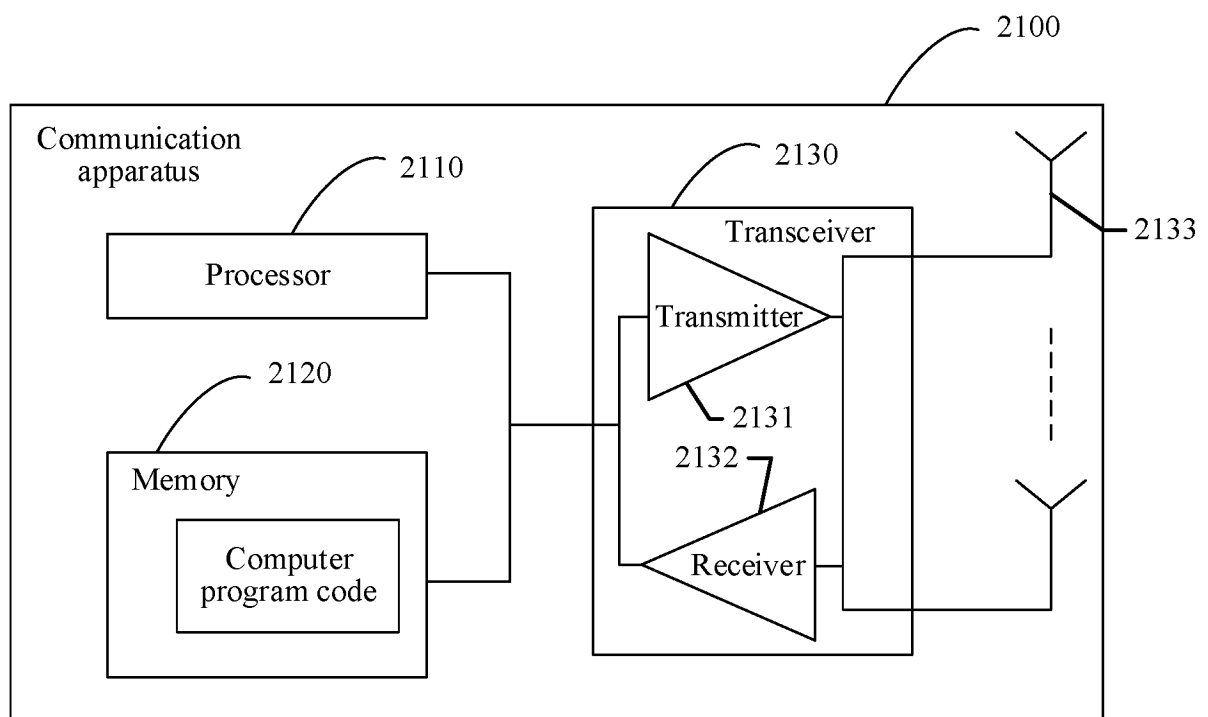 2100
Communication
apparatus
2110
2130
Transceiver
2133
Processor
Transmitter
2120
2131
2132
Memory
Computer
program code
Receiver